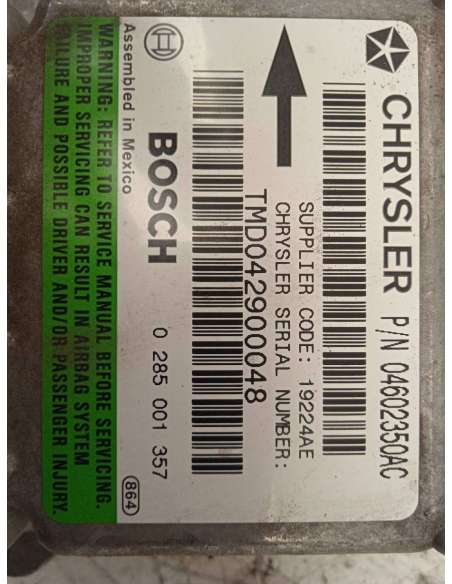 CHRYSLER P/N 04602350AC
SUPPLIER CODE: 19224AE
CHRYSLER SERIAL NUMBER:
TMD042900048
BOSCH 0 285 001 357
Assembled in Mexico 864
WARNING: REFER TO SERVICE MANUAL BEFORE SERVICING.
IMPROPER SERVICING CAN RESULT IN AIRBAG SYSTEM
FAILURE AND POSSIBLE DRIVER AND/OR PASSENGER INJURY.